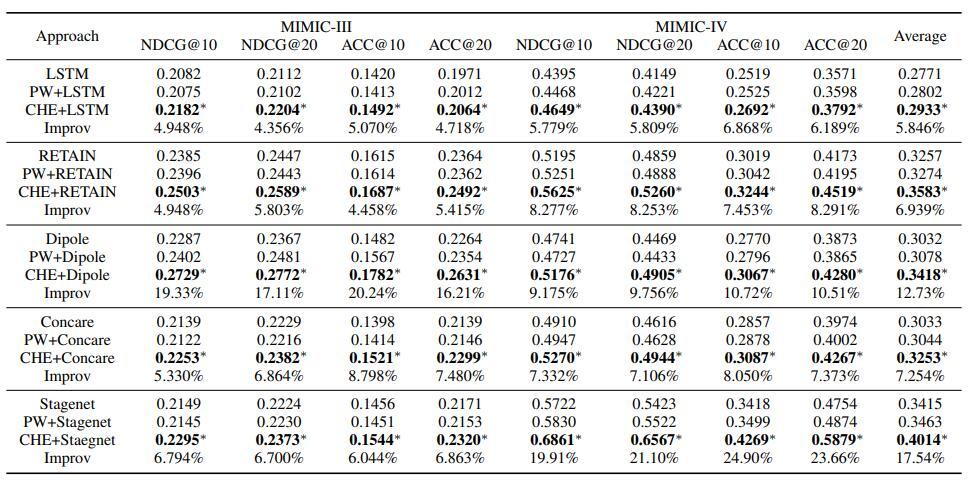 Approach MIMIC-III MIMIC-IV Average
NDCG@10 NDCG@20 ACC@10 ACC@20 NDCG@10 NDCG@20 ACC@10 ACC@20
LSTM 0.2082 0.2112 0.1420 0.1971 0.4395 0.4149 0.2519 0.3571 0.2771
PW+LSTM 0.2075 0.2102 0.1413 0.2012 0.4468 0.4221 0.2525 0.3598 0.2802
CHE+LSTM 0.2182* 0.2204* 0.1492* 0.2064* 0.4649* 0.4390* 0.2692* 0.3792* 0.2933*
Improv 4.948% 4.356% 5.070% 4.718% 5.779% 5.809% 6.868% 6.189% 5.846%
RETAIN 0.2385 0.2447 0.1615 0.2364 0.5195 0.4859 0.3019 0.4173 0.3257
PW+RETAIN 0.2396 0.2443 0.1614 0.2362 0.5251 0.4888 0.3042 0.4195 0.3274
CHE+RETAIN 0.2503* 0.2589* 0.1687* 0.2492* 0.5625* 0.5260* 0.3244* 0.4519* 0.3583*
Improv 4.948% 5.803% 4.458% 5.415% 8.277% 8.253% 7.453% 8.291% 6.939%
Dipole 0.2287 0.2367 0.1482 0.2264 0.4741 0.4469 0.2770 0.3873 0.3032
PW+Dipole 0.2402 0.2481 0.1567 0.2354 0.4727 0.4433 0.2796 0.3865 0.3078
CHE+Dipole 0.2729* 0.2772* 0.1782* 0.2631* 0.5176* 0.4905* 0.3067* 0.4280* 0.3418*
Improv 19.33% 17.11% 20.24% 16.21% 9.175% 9.756% 10.72% 10.51% 12.73%
Concare 0.2139 0.2229 0.1398 0.2139 0.4910 0.4616 0.2857 0.3974 0.3033
PW+Concare 0.2122 0.2216 0.1414 0.2146 0.4947 0.4628 0.2878 0.4002 0.3044
CHE+Concare 0.2253* 0.2382* 0.1521* 0.2299* 0.5270* 0.4944* 0.3087* 0.4267* 0.3253*
Improv 5.330% 6.864% 8.798% 7.480% 7.332% 7.106% 8.050% 7.373% 7.254%
Stagenet 0.2149 0.2224 0.1456 0.2171 0.5722 0.5423 0.3418 0.4754 0.3415
PW+Stagenet 0.2145 0.2230 0.1451 0.2153 0.5830 0.5522 0.3499 0.4874 0.3463
CHE+Staegnet 0.2295* 0.2373* 0.1544* 0.2320* 0.6861* 0.6567* 0.4269* 0.5879* 0.4014*
Improv 6.794% 6.700% 6.044% 6.863% 19.91% 21.10% 24.90% 23.66% 17.54%